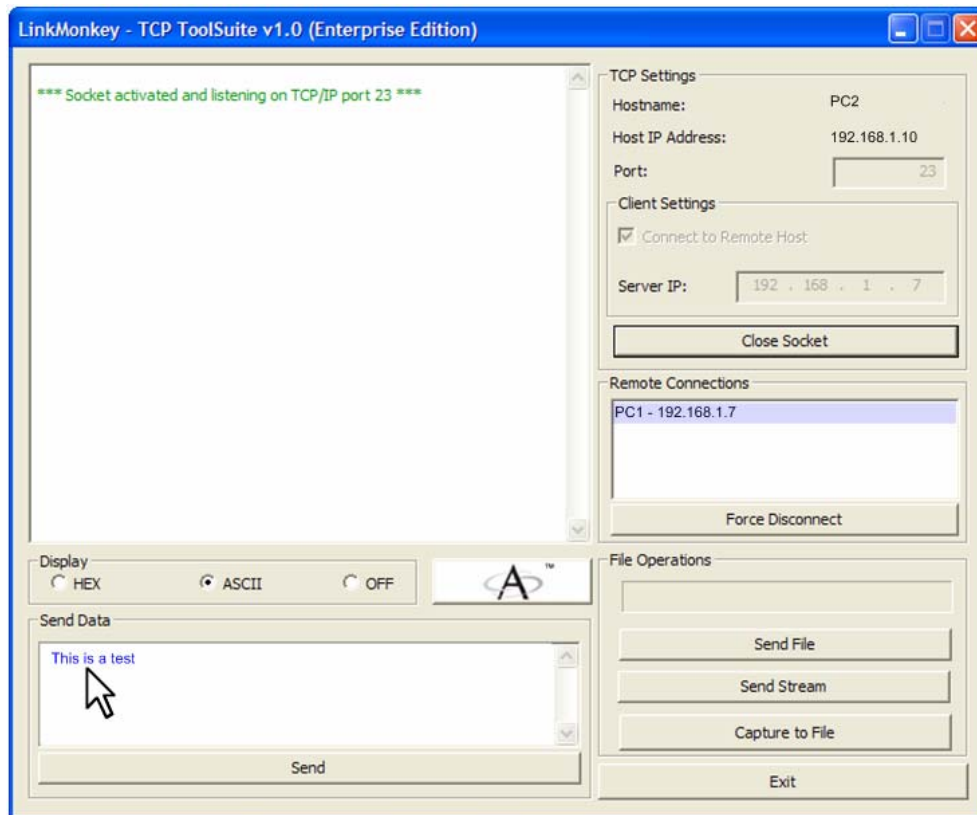 LinkMonkey - TCP ToolSuite v1.0 (Enterprise Edition)
*** Socket activated and listening on TCP/IP port 23 ***
TCP Settings
Hostname: PC2
Host IP Address: 192.168.1.10
Port: 23
Client Settings
Connect to Remote Host
Server IP: 192 . 168 . 1 . 7
Close Socket
Remote Connections
PC1 - 192.168.1.7
Force Disconnect
Display
HEX ASCII OFF
A™
Send Data
This is a test
Send
File Operations
Send File
Send Stream
Capture to File
Exit